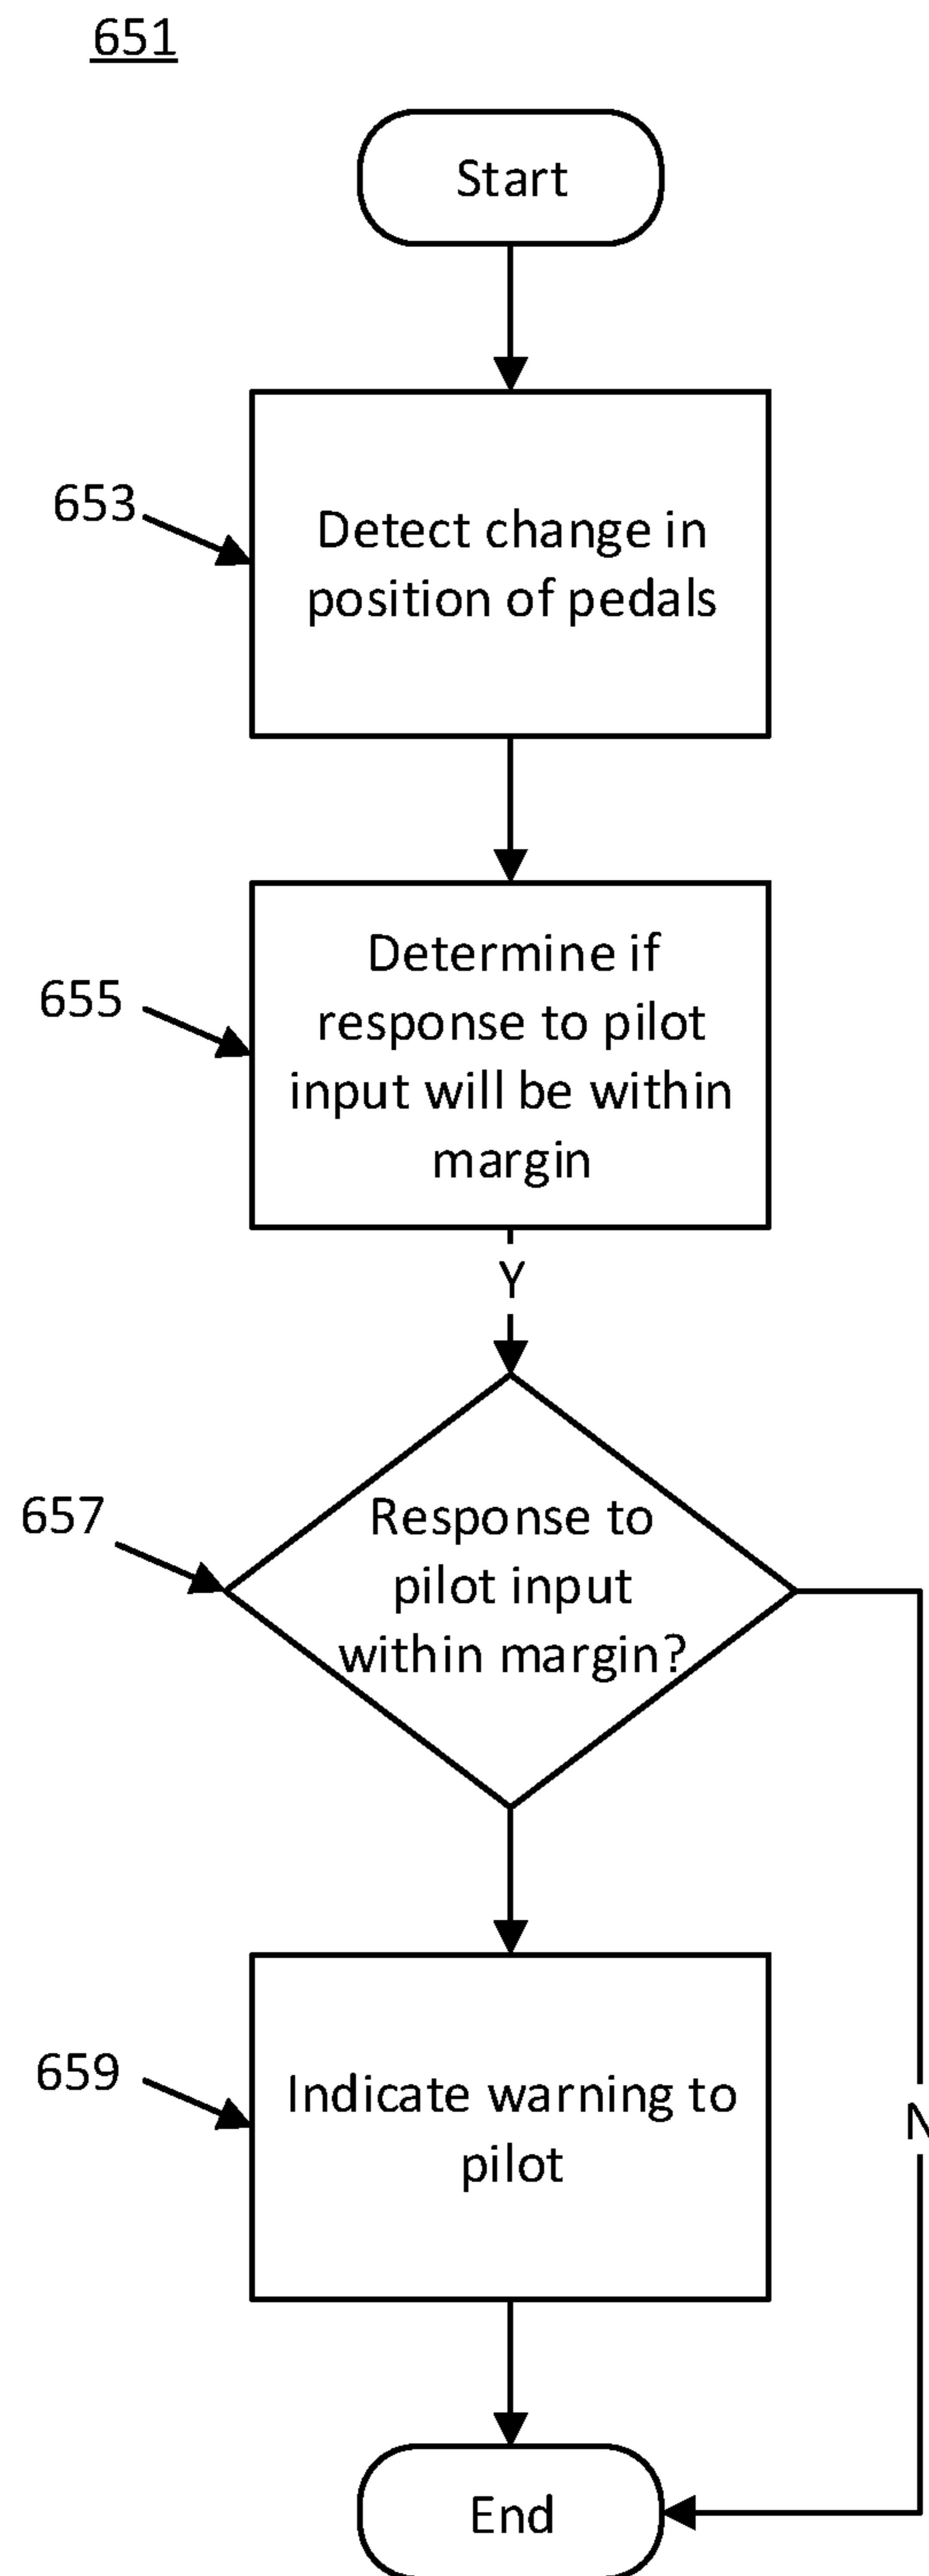 651
Start
653
Detect change in
position of pedals
655
Determine if
response to pilot
input will be within
margin
Y
657
Response to
pilot input
within margin?
659
Indicate warning to
pilot
N
End